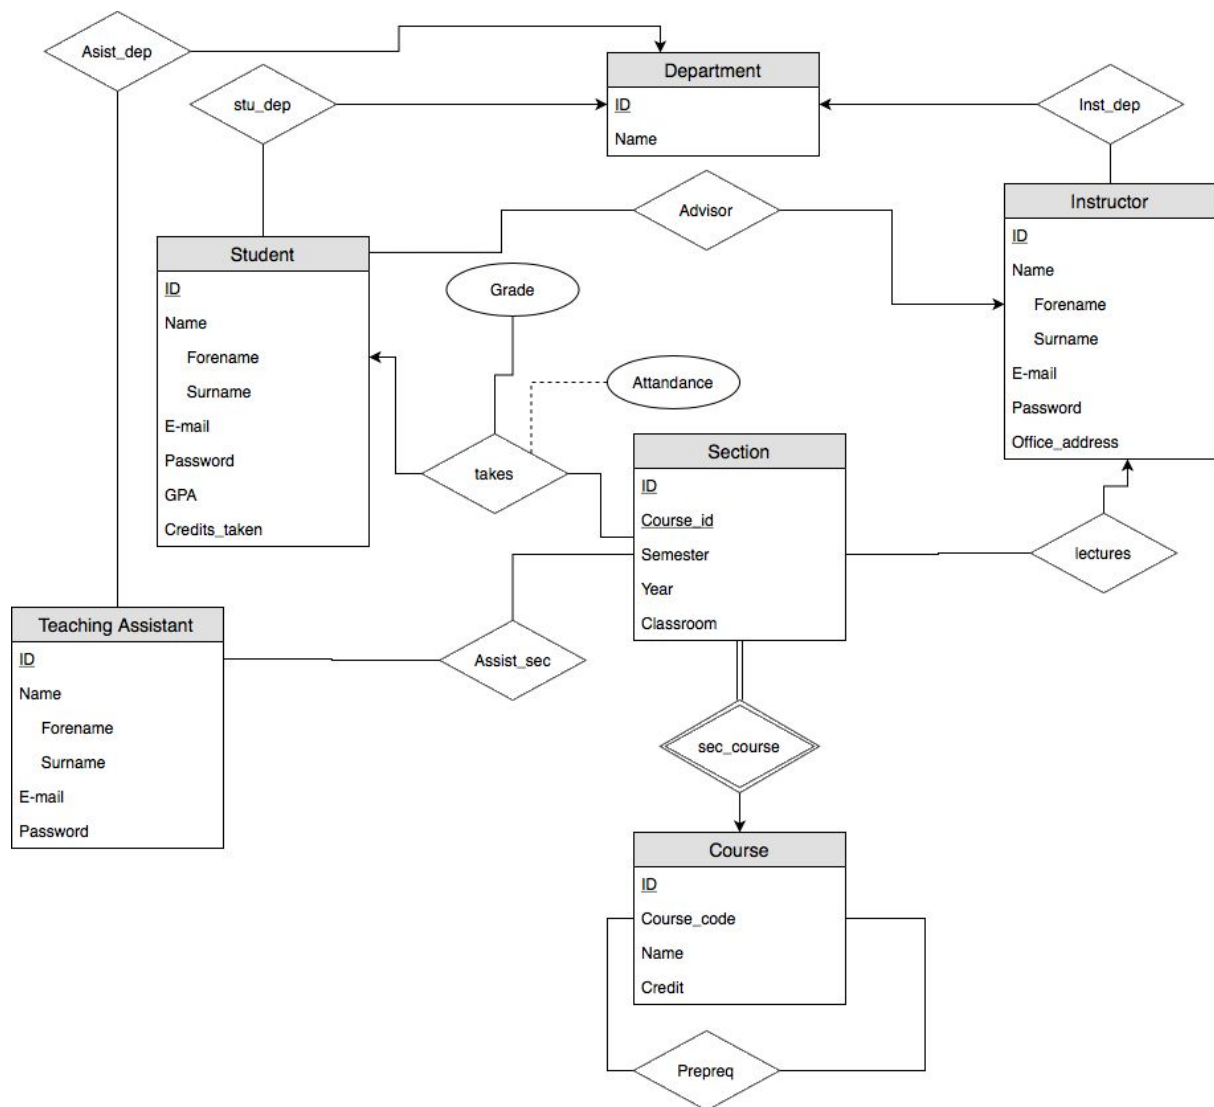 Asist_dep
Department
ID
Name
stu_dep
Inst_dep
Advisor
Instructor
ID
Name
Forename
Surname
E-mail
Password
Office_address
Student
ID
Name
Forename
Surname
E-mail
Password
GPA
Credits_taken
Grade
Attandance
takes
Section
ID
Course_id
Semester
Year
Classroom
lectures
Teaching Assistant
ID
Name
Forename
Surname
E-mail
Password
Assist_sec
sec_course
Course
ID
Course_code
Name
Credit
Prepreq